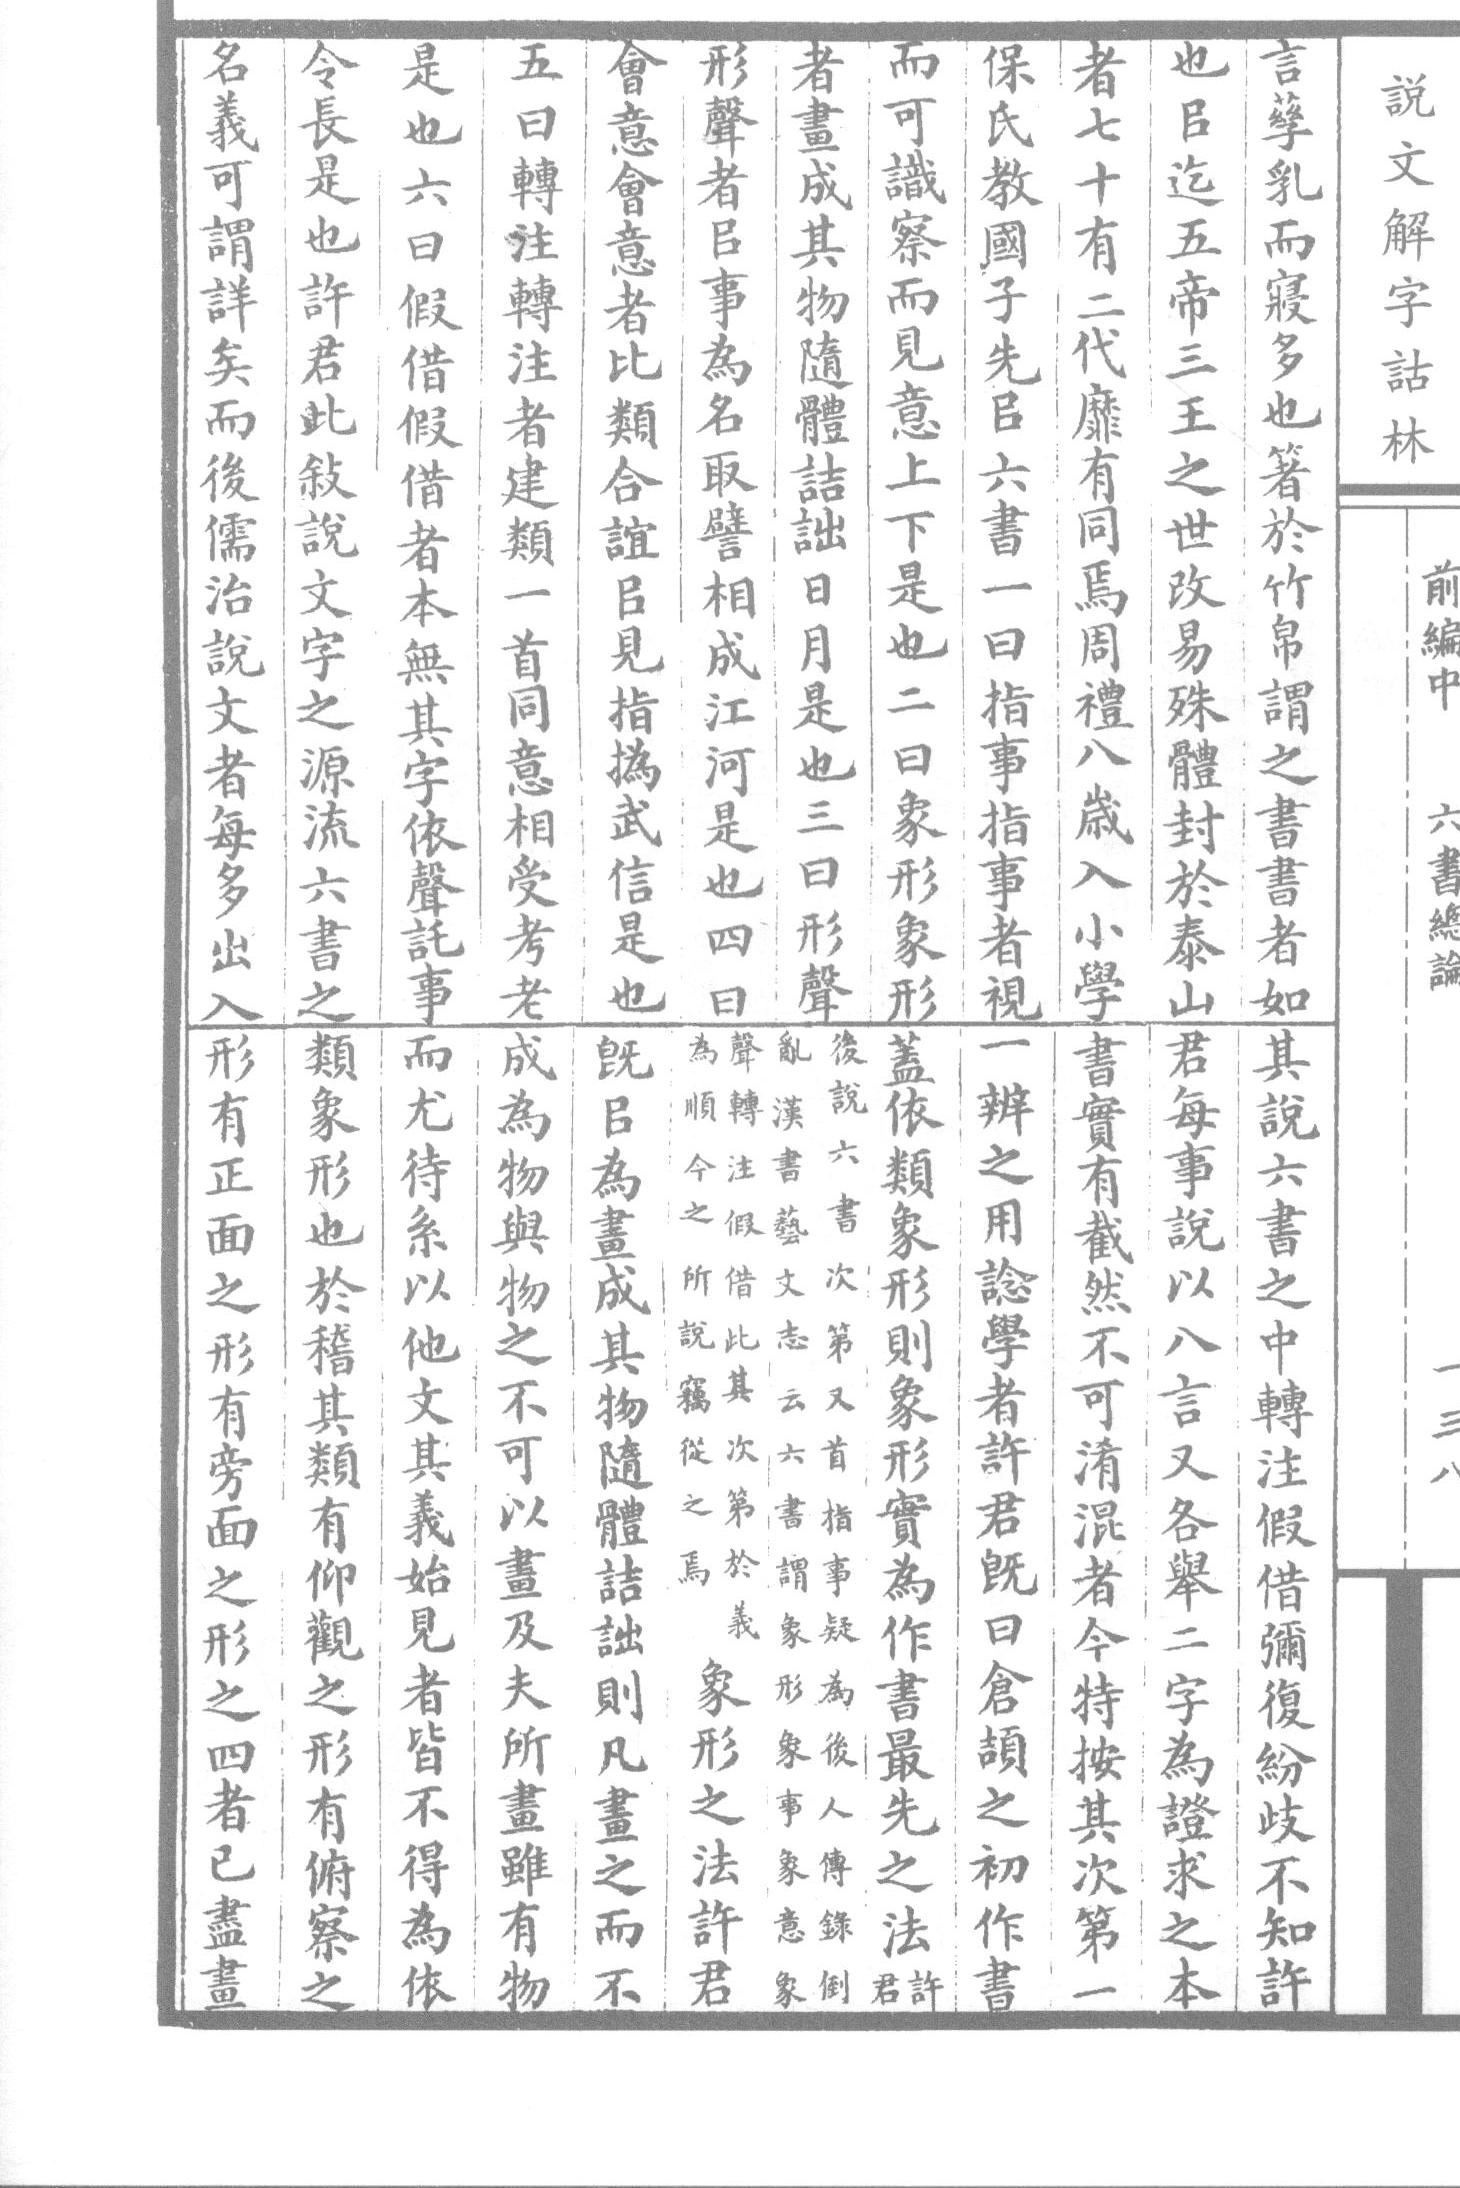 説文解字詁林
前編中　六書總論　一三八
言孳乳而寖多也箸於竹帛謂之書書者如
也㠯迄五帝三王之世改易殊體封於泰山
者七十有二代靡有同焉周禮八歲入小學
保氏教國子先㠯六書一曰指事指事者視
而可識察而見意上下是也二曰象形象形
者畫成其物隨體詰詘日月是也三曰形聲
形聲者㠯事為名取譬相成江河是也四曰
會意會意者比類合誼㠯見指撝武信是也
五曰轉注轉注者建類一首同意相受考老
是也六曰假借假借者本無其字依聲託事
令長是也許君此敍說文字之源流六書之
名義可謂詳矣而後儒治說文者每多出入
其說六書之中轉注假借彌復紛歧不知許
君每事說以八言又各舉二字為證求之本
書實有截然不可淆混者今特按其次第一
一辨之用諗學者許君既曰倉頡之初作書
蓋依類象形則象形實為作書最先之法許君
後說六書次第又首指事疑為後人傳錄倒
亂漢書藝文志云六書謂象形象事象意象
聲轉注假借此其次第於義
為順今之所說竊從之焉
象形之法許君
既㠯為畫成其物隨體詰詘則凡畫之而不
成為物與物之不可以畫及夫所畫雖有物
而尤待系以他文其義始見者皆不得為依
類象形也於稽其類有仰觀之形有俯察之
形有正面之形有旁面之形之四者已盡畫